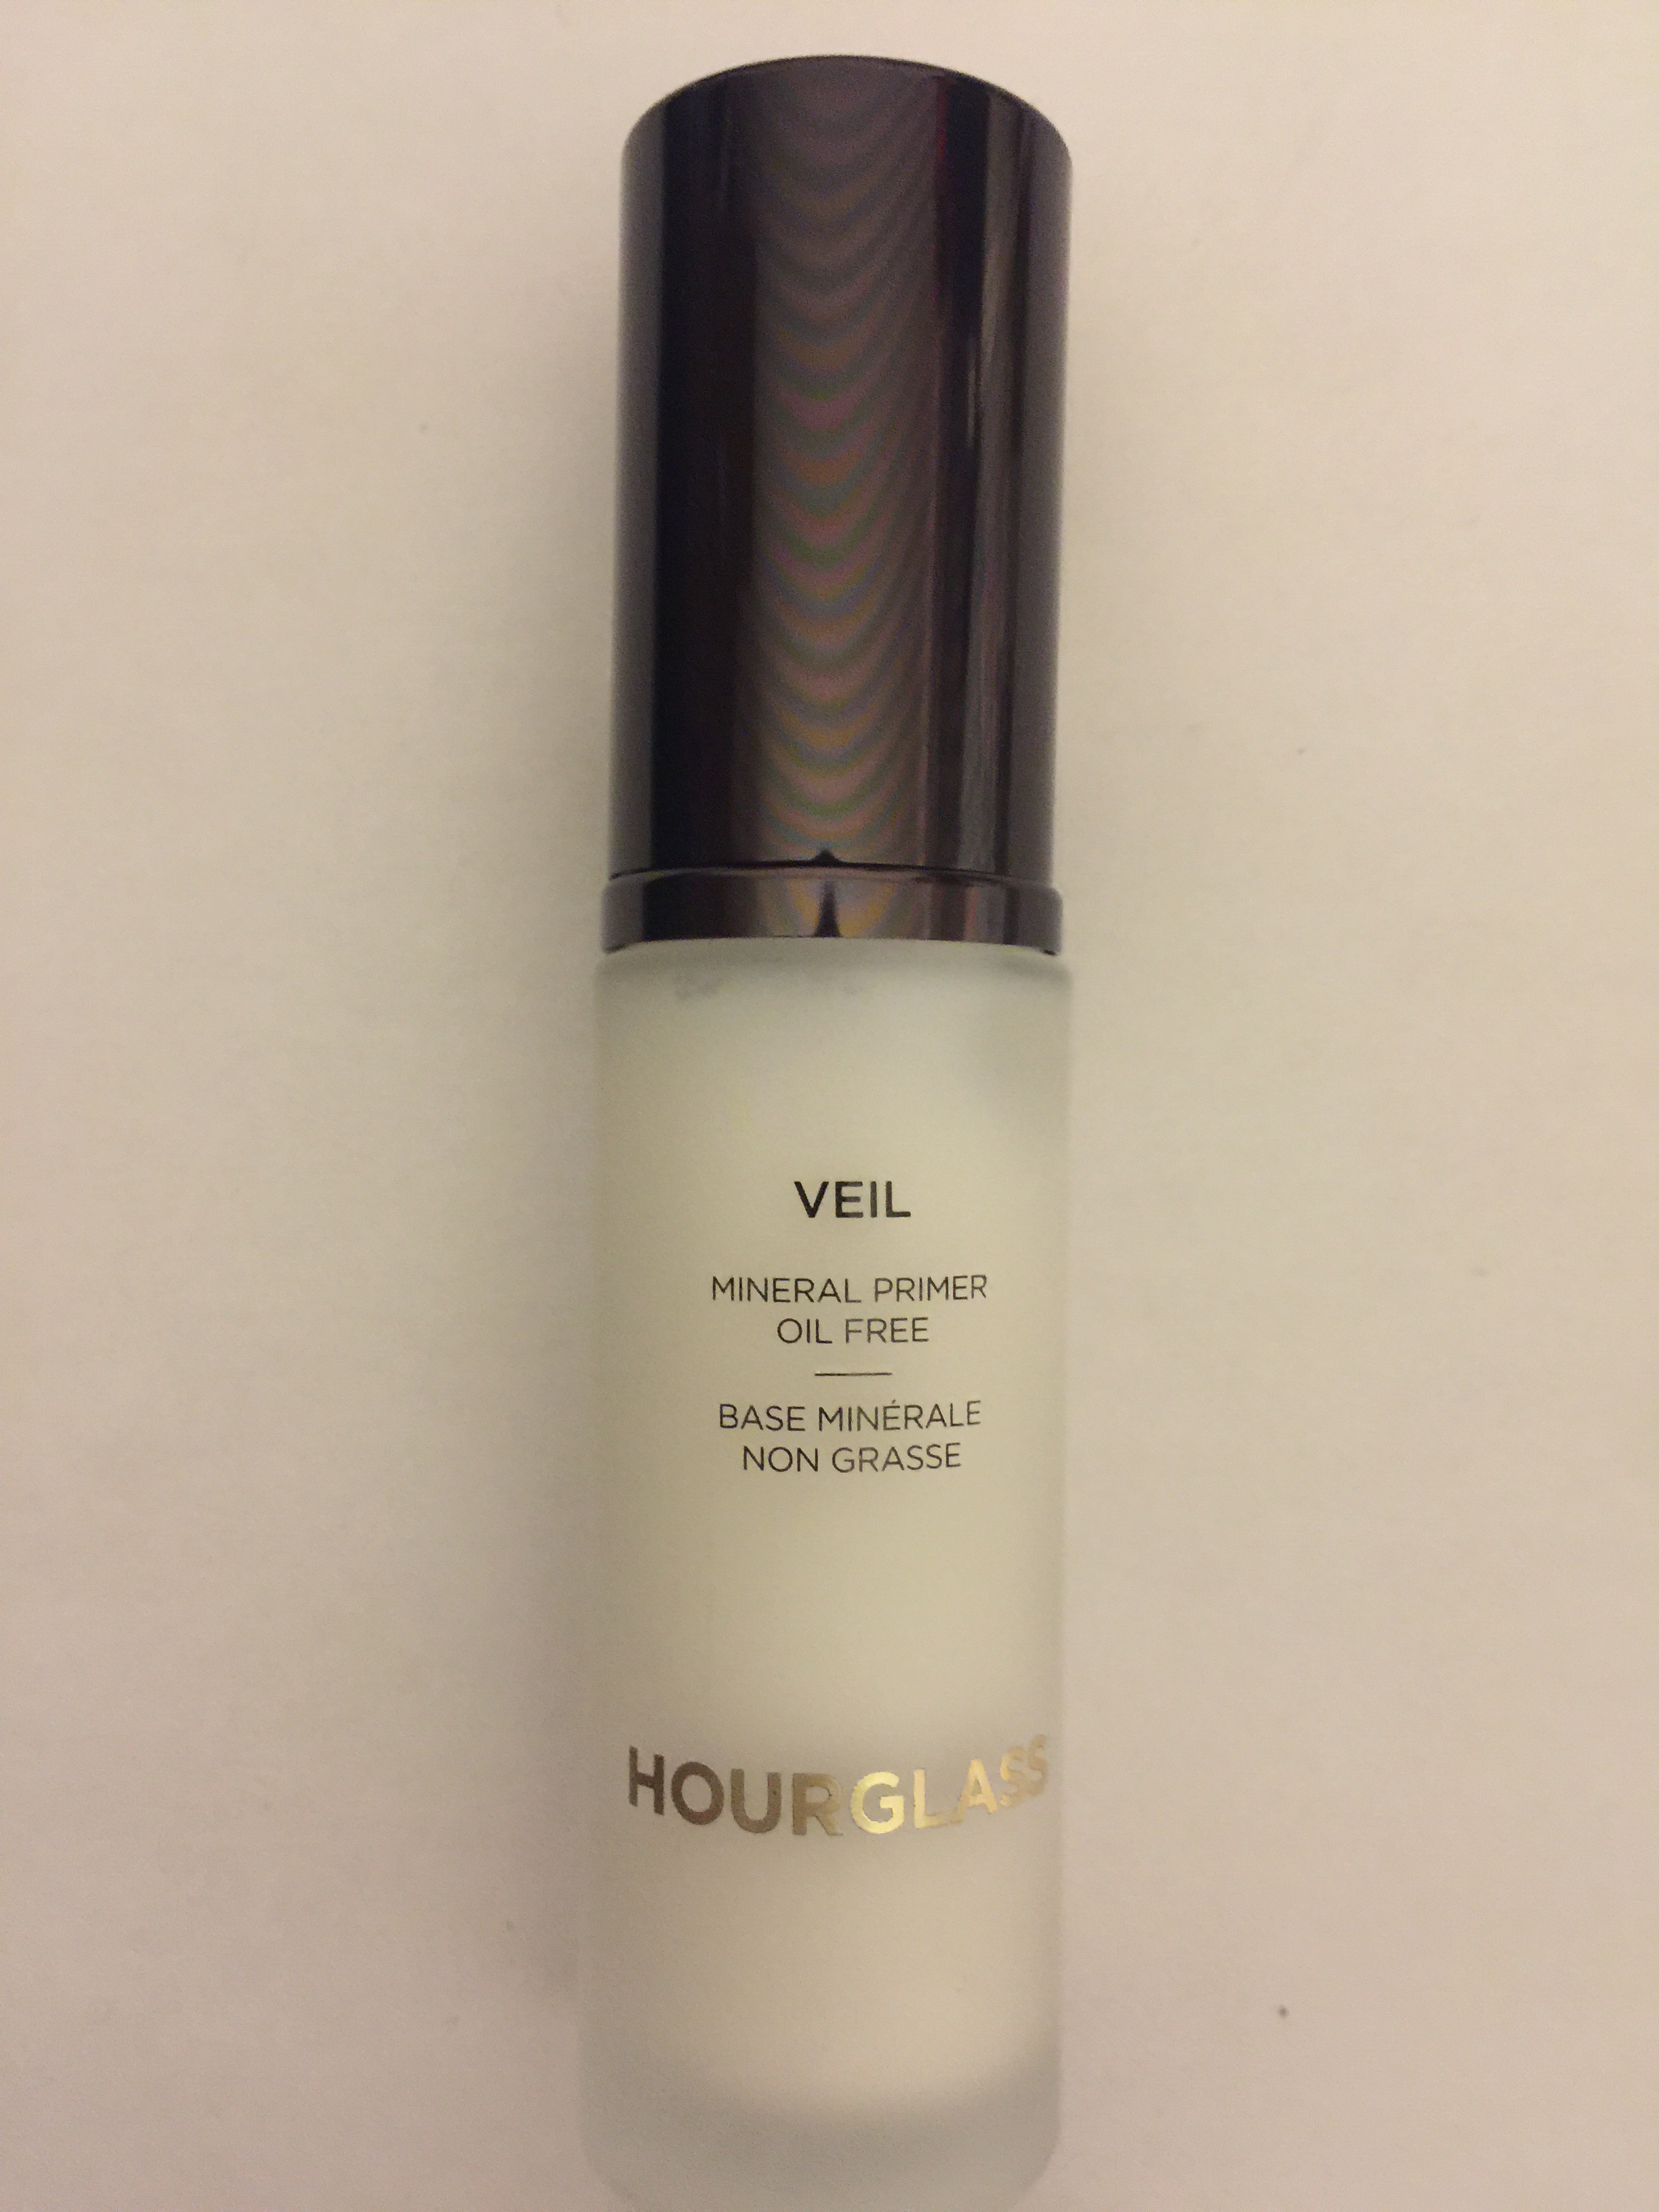 VEIL
MINERAL PRIMER
OIL FREE
BASE MINÉRALE
NON GRASSE
HOURGLASS